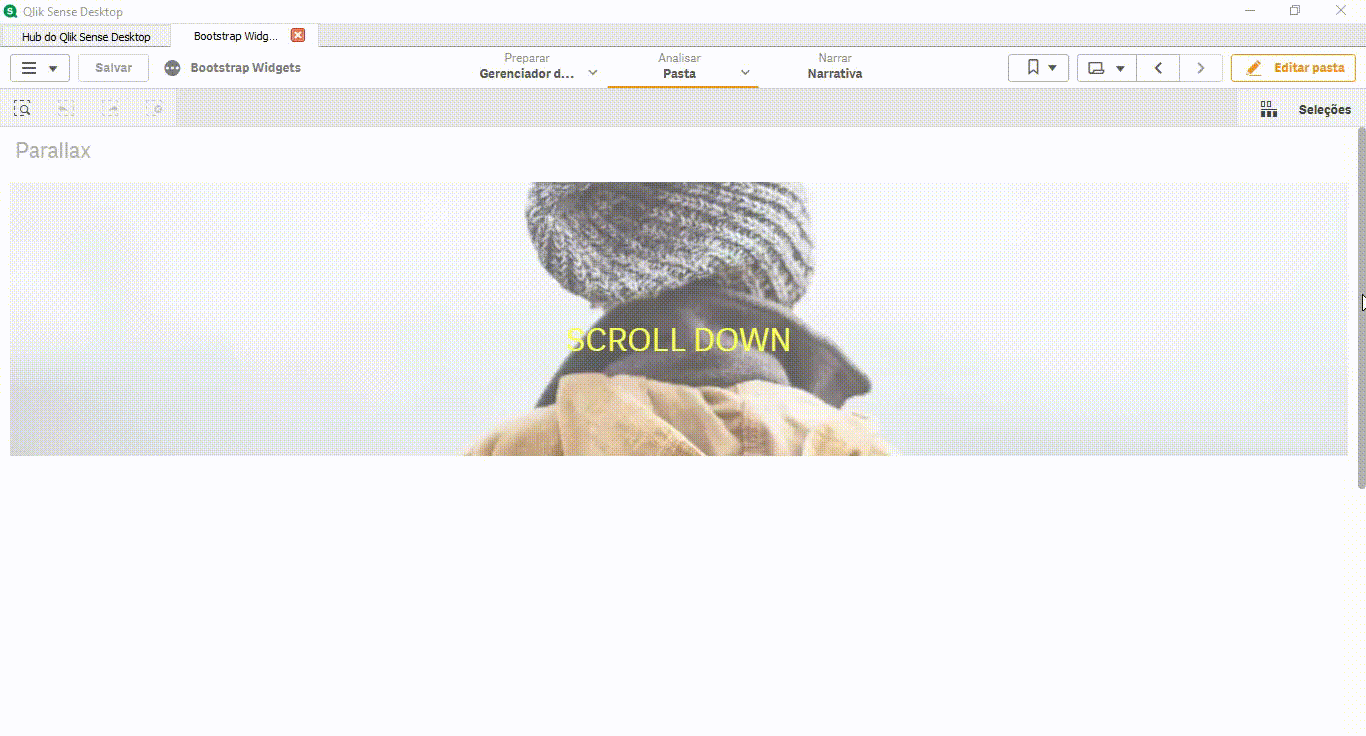 Qlik Sense Desktop
Hub do Qlik Sense Desktop
Bootstrap Widg...
Salvar
Bootstrap Widgets
Preparar
Gerenciador d...
Analisar
Pasta
Narrar
Narrativa
Editar pasta
Seleções
Parallax
SCROLL DOWN